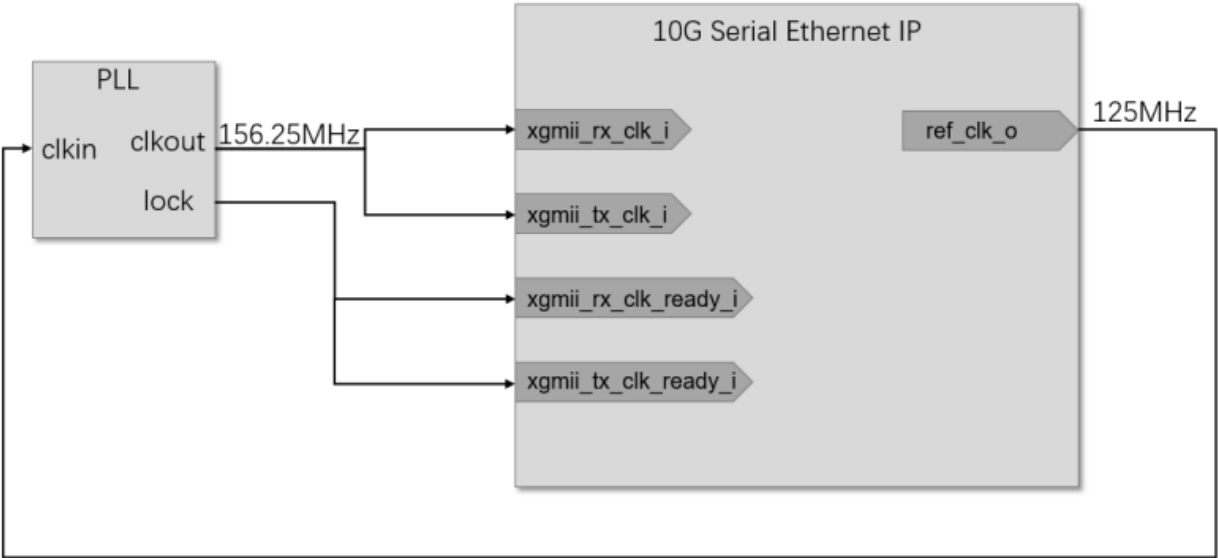 10G Serial Ethernet IP
PLL
clkin
clkout
lock
156.25MHz
xgmii_rx_clk_i
xgmii_tx_clk_i
xgmii_rx_clk_ready_i
xgmii_tx_clk_ready_i
ref_clk_o
125MHz